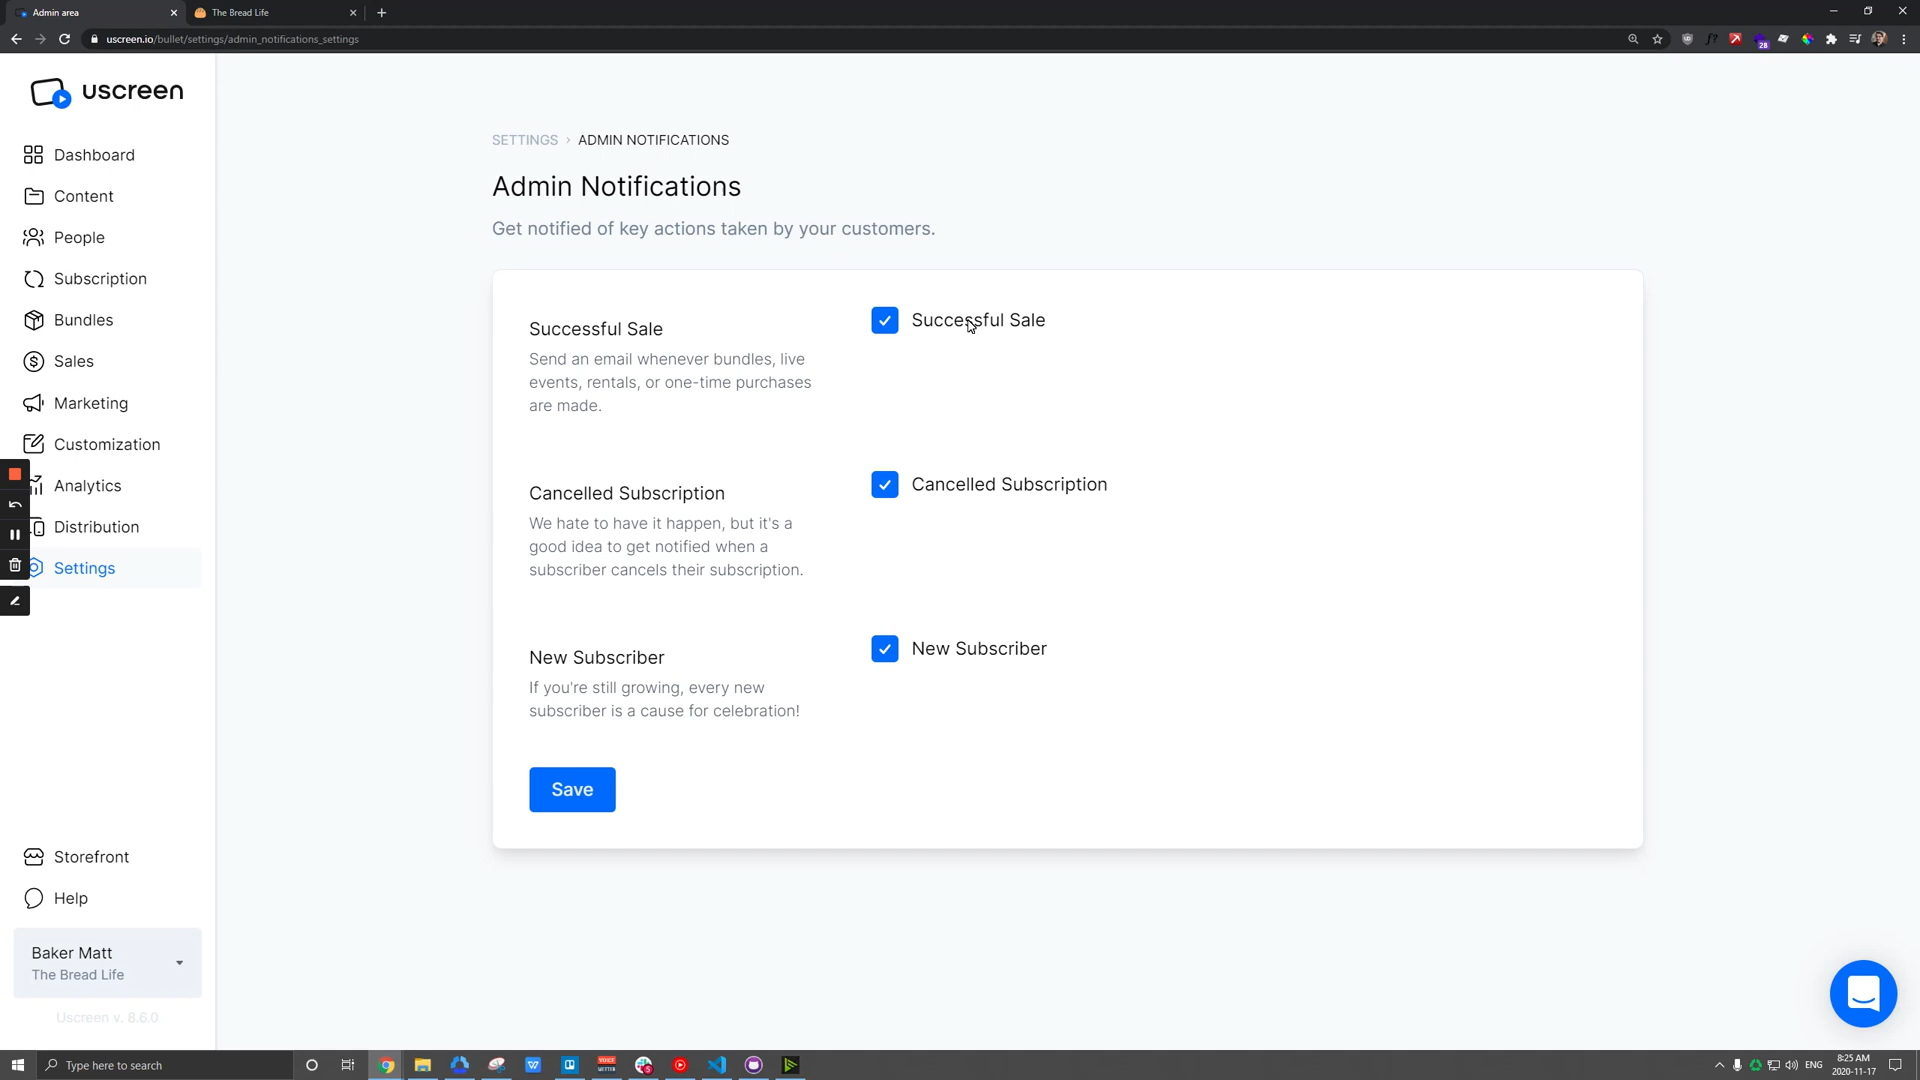 Admin area
The Bread Life
uscreen.io/bullet/settings/admin_notifications_settings
28
uscreen
Dashboard
Content
People
Subscription
Bundles
Sales
Marketing
Customization
Analytics
Distribution
Settings
Storefront
Help
Baker Matt
The Bread Life
Uscreen v. 8.6.0
SETTINGS › ADMIN NOTIFICATIONS
Admin Notifications
Get notified of key actions taken by your customers.
Successful Sale
Send an email whenever bundles, live
events, rentals, or one-time purchases
are made.
Successful Sale
Cancelled Subscription
We hate to have it happen, but it's a
good idea to get notified when a
subscriber cancels their subscription.
Cancelled Subscription
New Subscriber
If you're still growing, every new
subscriber is a cause for celebration!
New Subscriber
Save
Type here to search
ENG
8:25 AM
2020-11-17